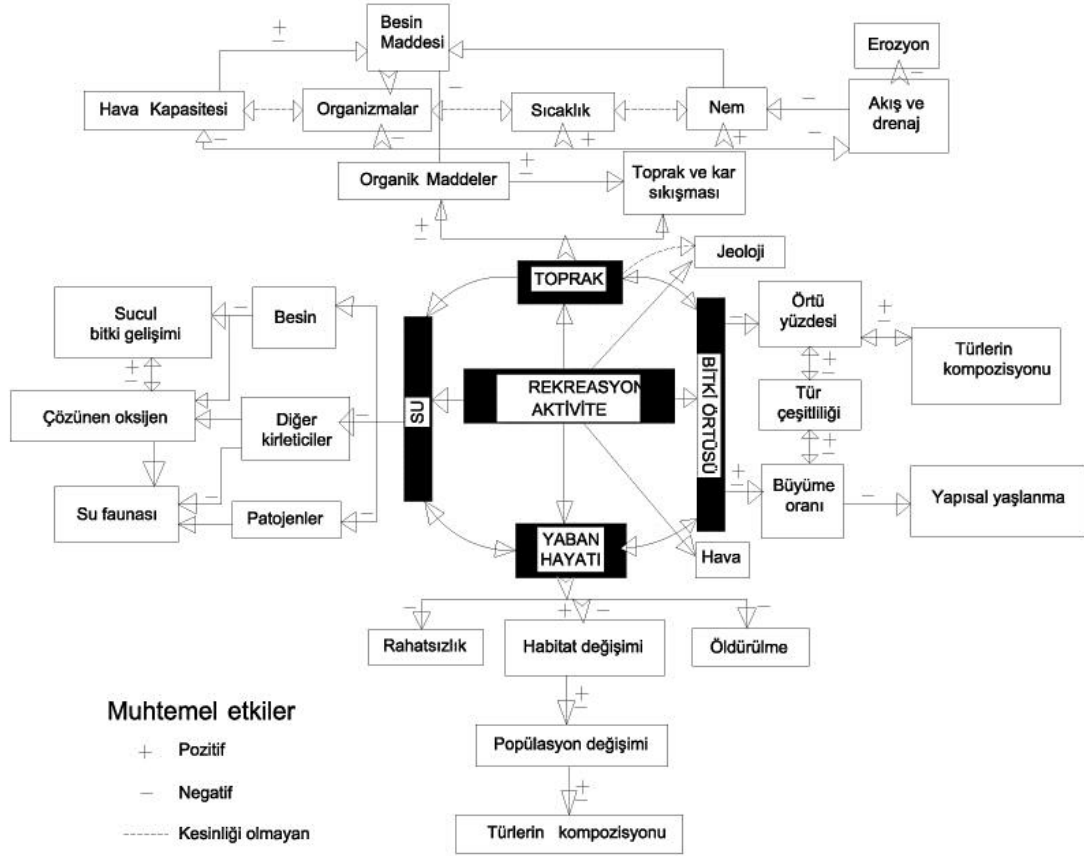 Besin
Maddesi
Erozyon
Hava Kapasitesi
Organizmalar
Sıcaklık
Nem
Akış ve
drenaj
Organik Maddeler
Toprak ve kar
sıkışması
Jeoloji
TOPRAK
Sucul
bitki gelişimi
Besin
Örtü
yüzdesi
Türlerin
kompozisyonu
Çözünen oksijen
Diğer
kirleticiler
SU
REKREASYON
AKTİVİTE
BİTKİ ÖRTÜSÜ
Tür
çeşitliliği
Su faunası
Patojenler
Büyüme
oranı
Yapısal yaşlanma
YABAN
HAYATI
Hava
Rahatsızlık
Habitat değişimi
Öldürülme
Popülasyon değişimi
Türlerin kompozisyonu
Muhtemel etkiler
+ Pozitif
− Negatif
------- Kesinliği olmayan